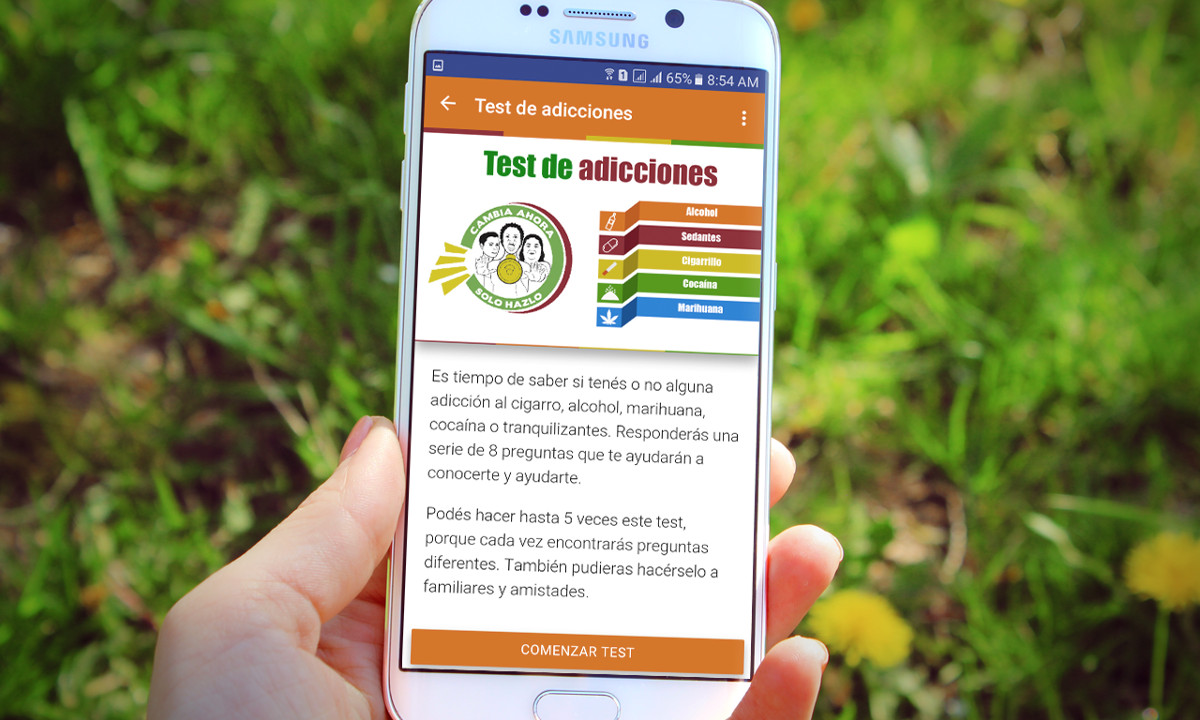 SAMSUNG
65% 8:54 AM
Test de adicciones
Test de adicciones
CAMBIA AHORA
SOLO HAZLO
Alcohol
Sedantes
Cigarrillo
Cocaína
Marihuana
Es tiempo de saber si tenés o no alguna
adicción al cigarro, alcohol, marihuana,
cocaína o tranquilizantes. Responderás una
serie de 8 preguntas que te ayudarán a
conocerte y ayudarte.
Podés hacer hasta 5 veces este test,
porque cada vez encontrarás preguntas
diferentes. También pudieras hacérselo a
familiares y amistades.
COMENZAR TEST